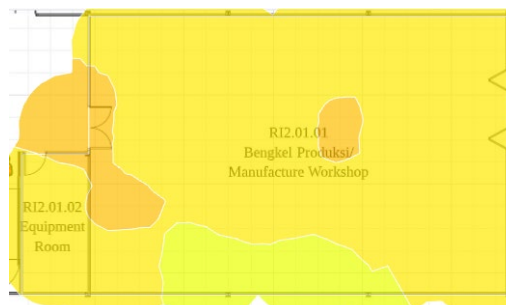 RI2.01.01
Bengkel Produksi/
Manufacture Workshop
RI2.01.02
Equipment
Room